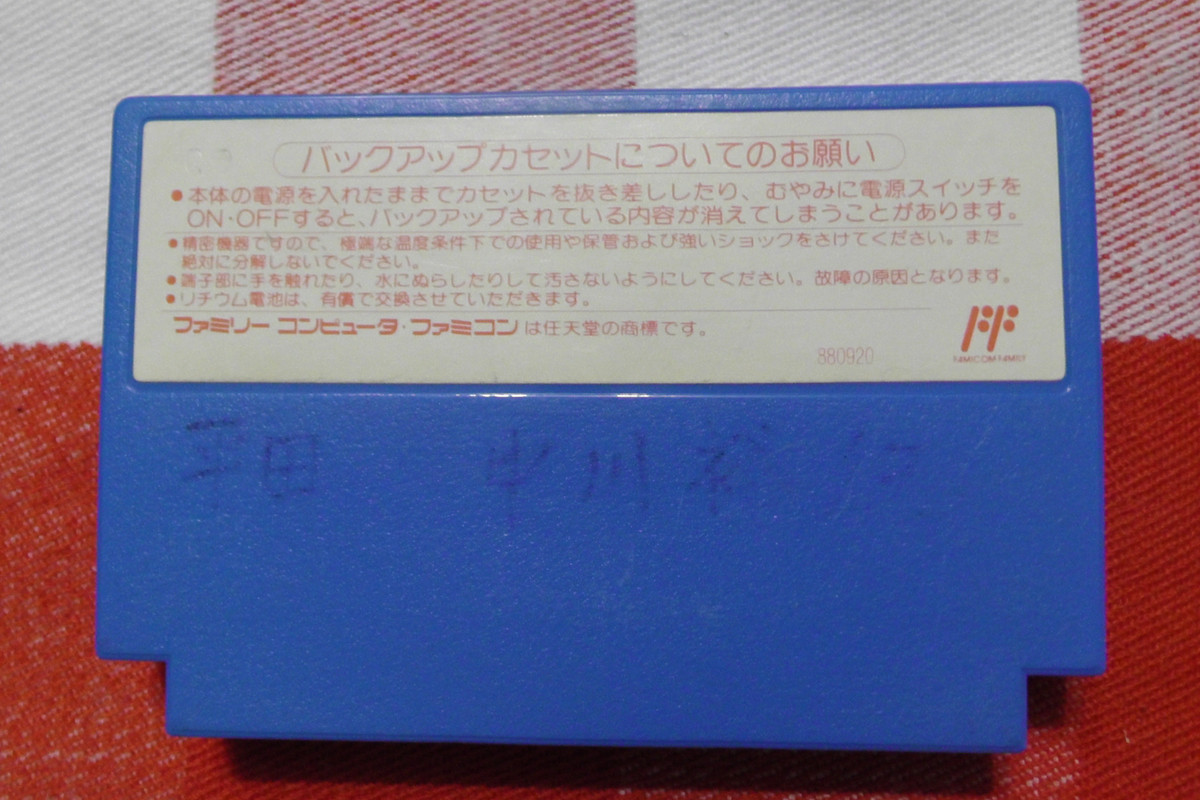 バックアップカセットについてのお願い
●本体の電源を入れたままでカセットを抜き差ししたり、むやみに電源スイッチを
ON・OFFすると、バックアップされている内容が消えてしまうことがあります。
●精密機器ですので、極端な温度条件下での使用や保管および強いショックをさけてください。また
絶対に分解しないでください。
●端子部に手を触れたり、水にぬらしたりして汚さないようにしてください。故障の原因となります。
●リチウム電池は、有償で交換させていただきます。
ファミリー コンピュータ・ファミコンは任天堂の商標です。
880920
FAMICOM FAMILY
平田 中川